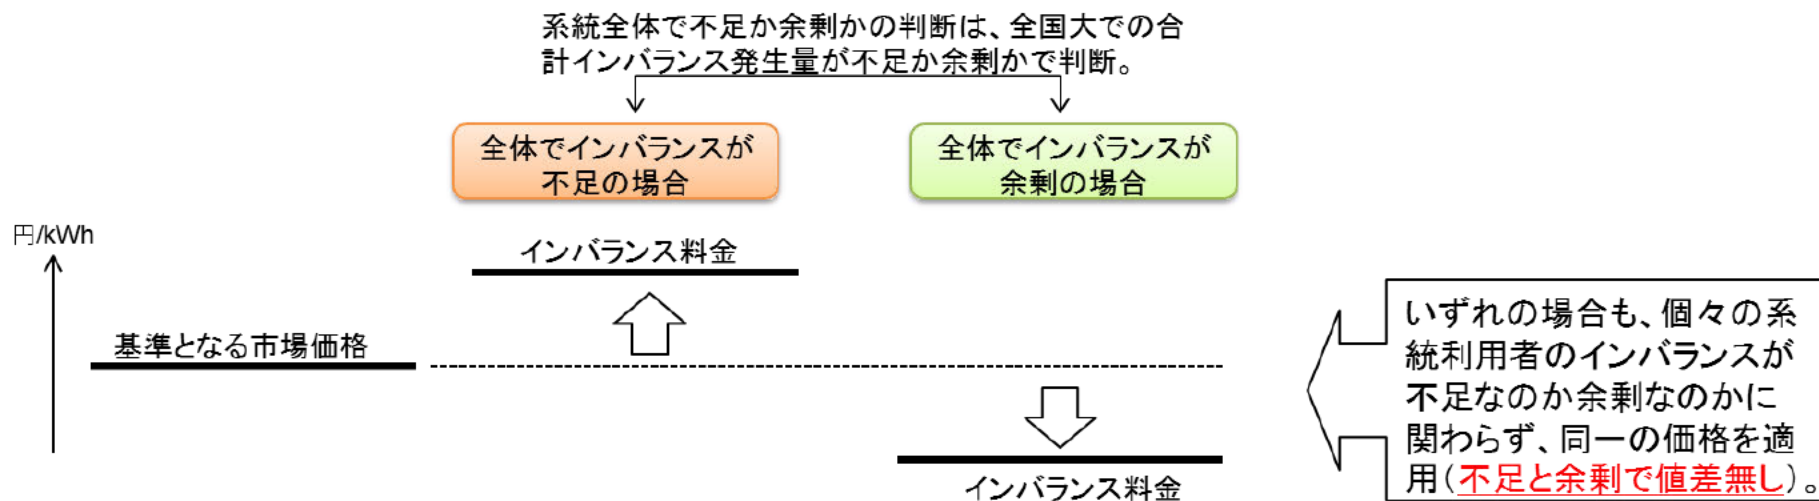 系統全体で不足か余剰かの判断は、全国大での合
計インバランス発生量が不足か余剰かで判断。
全体でインバランスが
不足の場合
全体でインバランスが
余剰の場合
円/kWh
インバランス料金
基準となる市場価格
インバランス料金
いずれの場合も、個々の系
統利用者のインバランスが
不足なのか余剰なのかに
関わらず、同一の価格を適
用(不足と余剰で値差無し)。